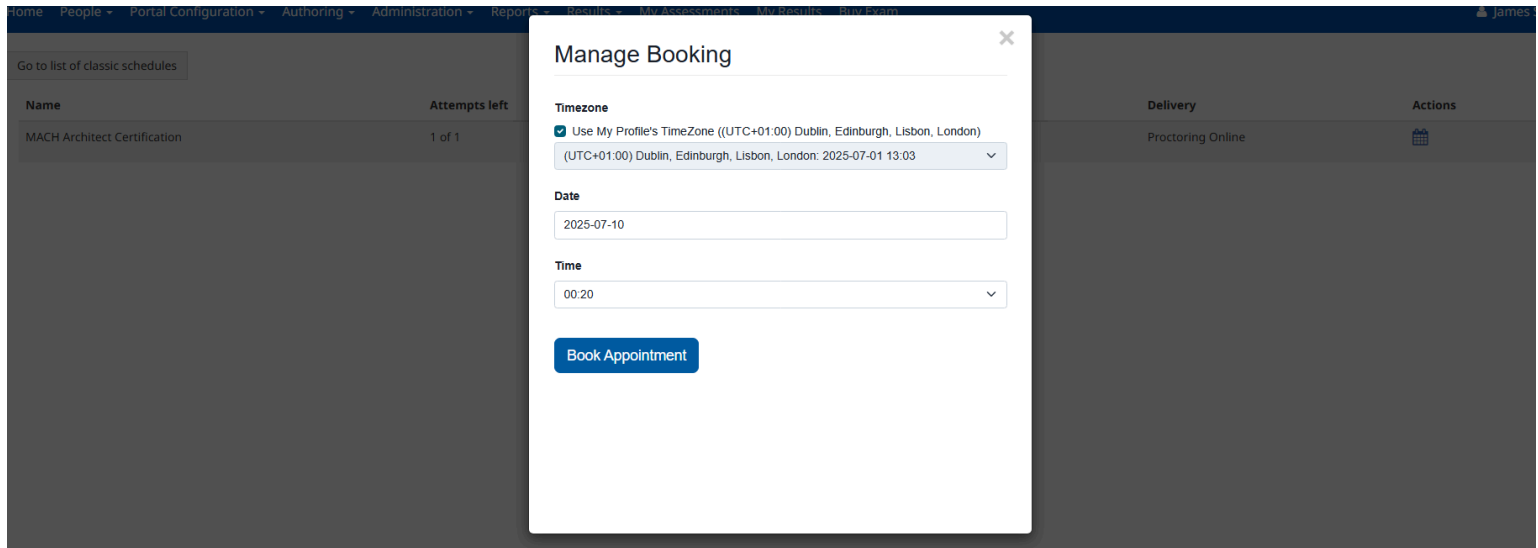 Home People Portal Configuration Authoring Administration Reports Results My Assessments My Results Buy Exam James
Go to list of classic schedules
Name Attempts left Delivery Actions
MACH Architect Certification 1 of 1 Proctoring Online
Manage Booking ×
Timezone
Use My Profile's TimeZone ((UTC+01:00) Dublin, Edinburgh, Lisbon, London)
(UTC+01:00) Dublin, Edinburgh, Lisbon, London: 2025-07-01 13:03
Date
2025-07-10
Time
00:20
Book Appointment